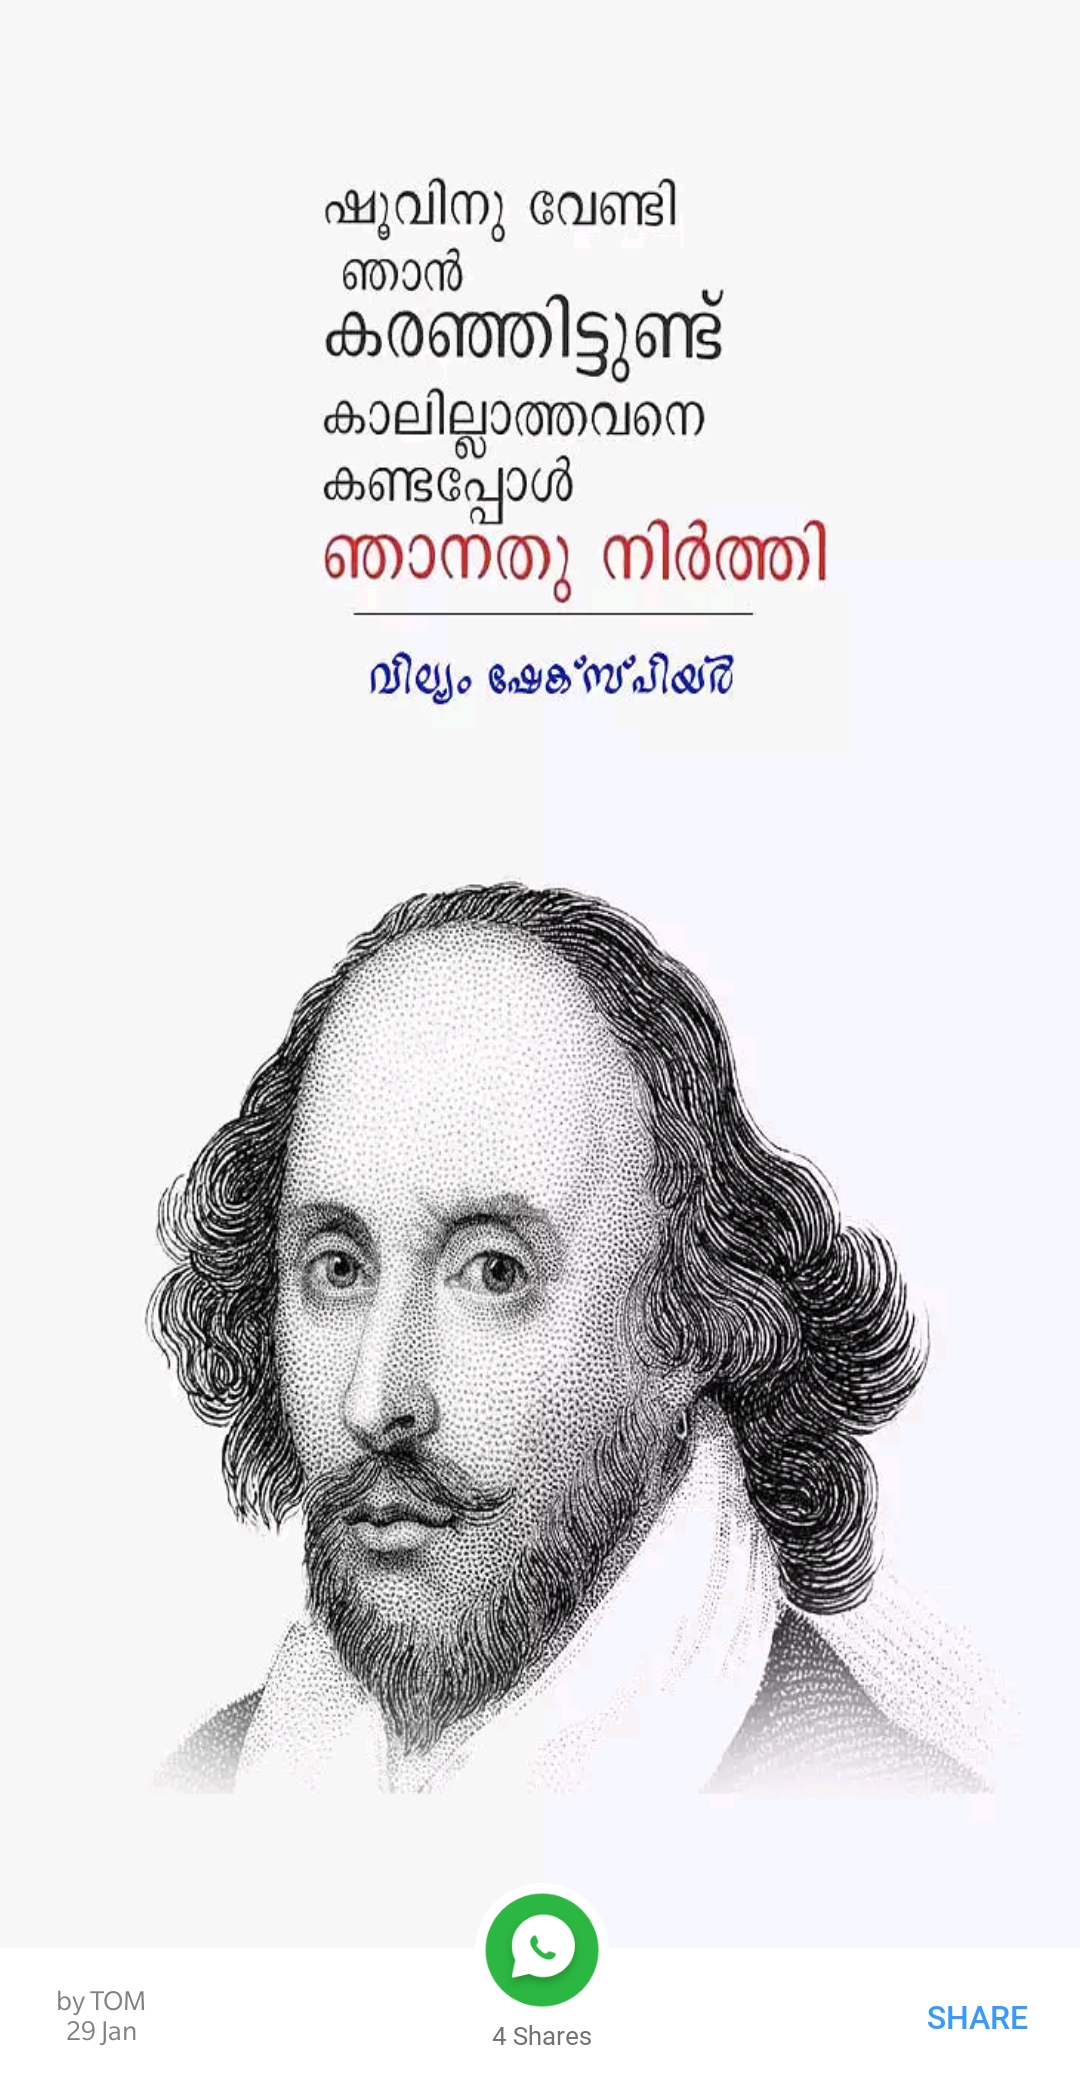 ഷൂവിനു വേണ്ടി
ഞാൻ
കരഞ്ഞിട്ടുണ്ട്
കാലില്ലാത്തവനെ
കണ്ടപ്പോൾ
ഞാനതു നിർത്തി
വില്യം ഷേക്സ്പിയർ
by TOM
29 Jan
4 Shares
SHARE